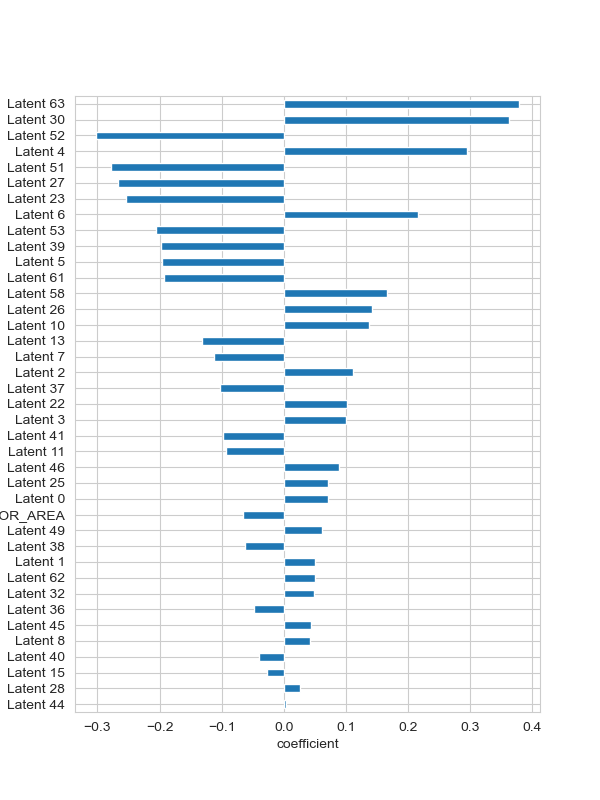 Latent 63
Latent 30
Latent 52
Latent 4
Latent 51
Latent 27
Latent 23
Latent 6
Latent 53
Latent 39
Latent 5
Latent 61
Latent 58
Latent 26
Latent 10
Latent 13
Latent 7
Latent 2
Latent 37
Latent 22
Latent 3
Latent 41
Latent 11
Latent 46
Latent 25
Latent 0
OR_AREA
Latent 49
Latent 38
Latent 1
Latent 62
Latent 32
Latent 36
Latent 45
Latent 8
Latent 40
Latent 15
Latent 28
Latent 44
−0.3 −0.2 −0.1 0.0 0.1 0.2 0.3 0.4
coefficient